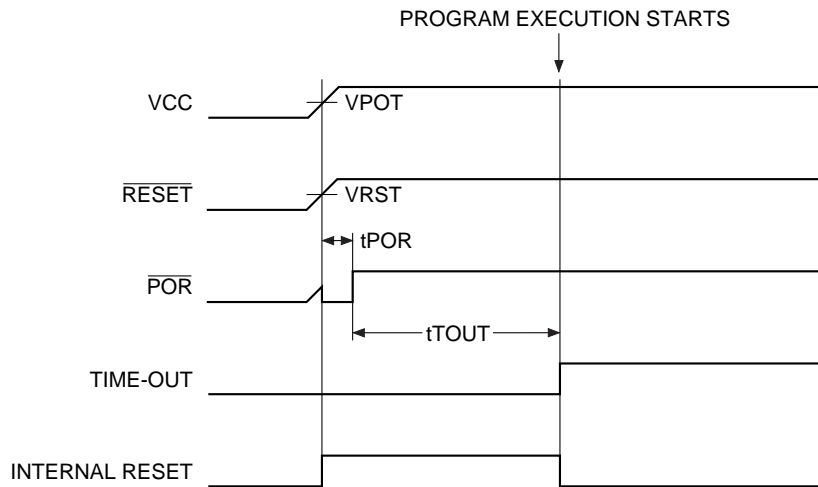 PROGRAM EXECUTION STARTS
VCC
VPOT
RESET
VRST
tPOR
POR
tTOUT
TIME-OUT
INTERNAL RESET